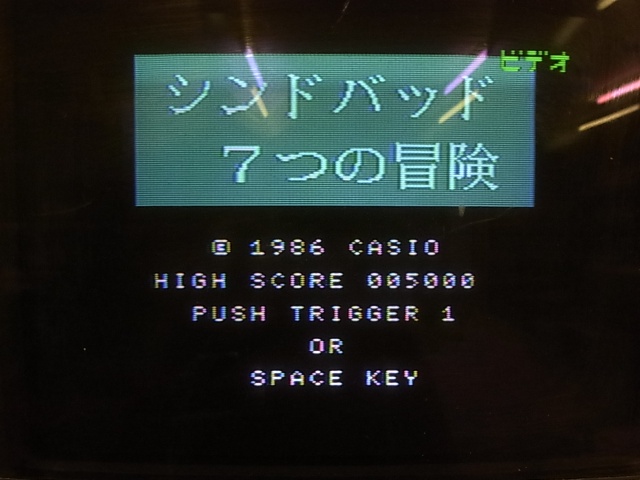 ビデオ
シンドバッド
7つの冒険
© 1986 CASIO
HIGH SCORE 005000
PUSH TRIGGER 1
OR
SPACE KEY